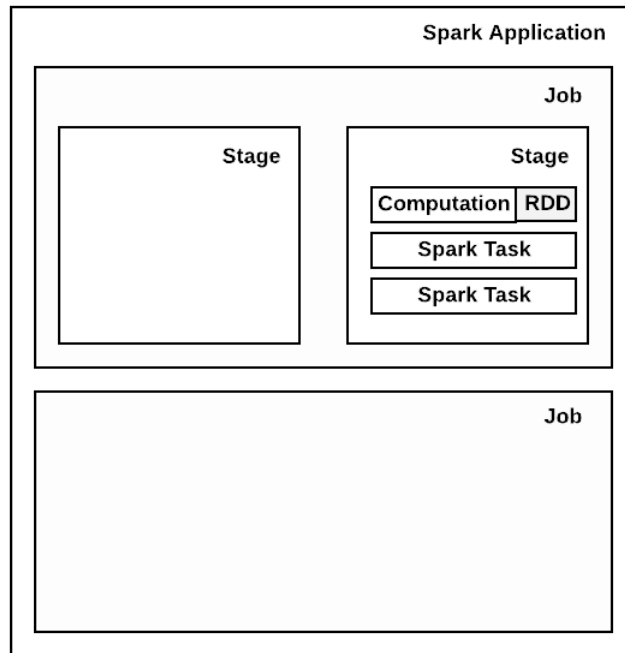 Spark Application
Job
Stage
Stage
Computation RDD
Spark Task
Spark Task
Job